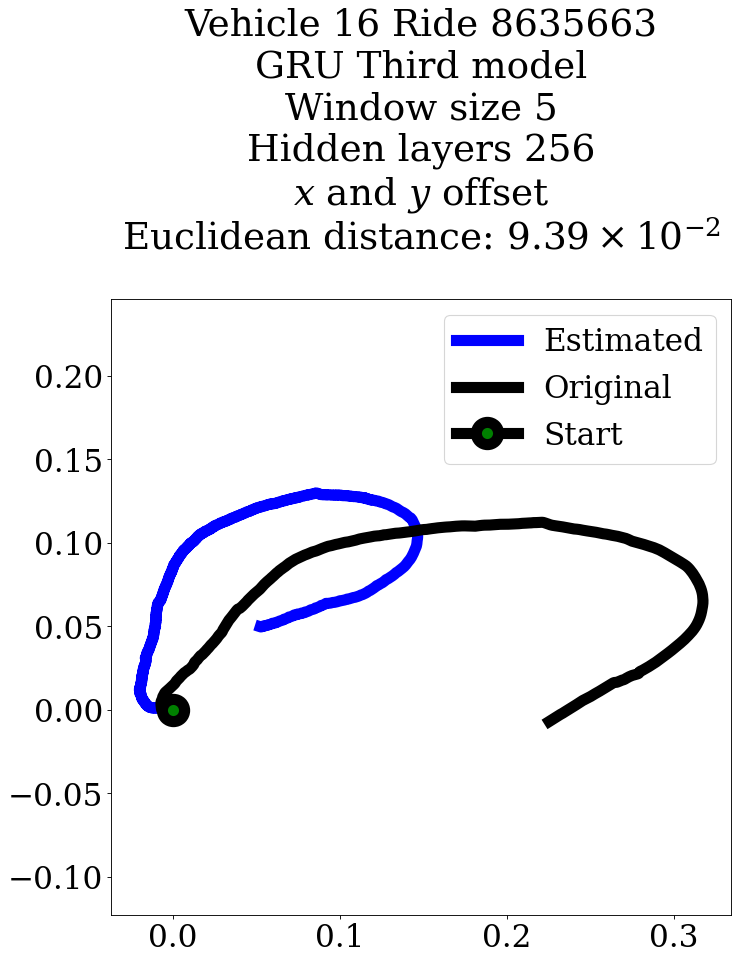 Vehicle 16 Ride 8635663
GRU Third model
Window size 5
Hidden layers 256
x and y offset
Euclidean distance: 9.39 × 10⁻²
Estimated
Original
Start
0.20
0.15
0.10
0.05
0.00
−0.05
−0.10
0.0 0.1 0.2 0.3